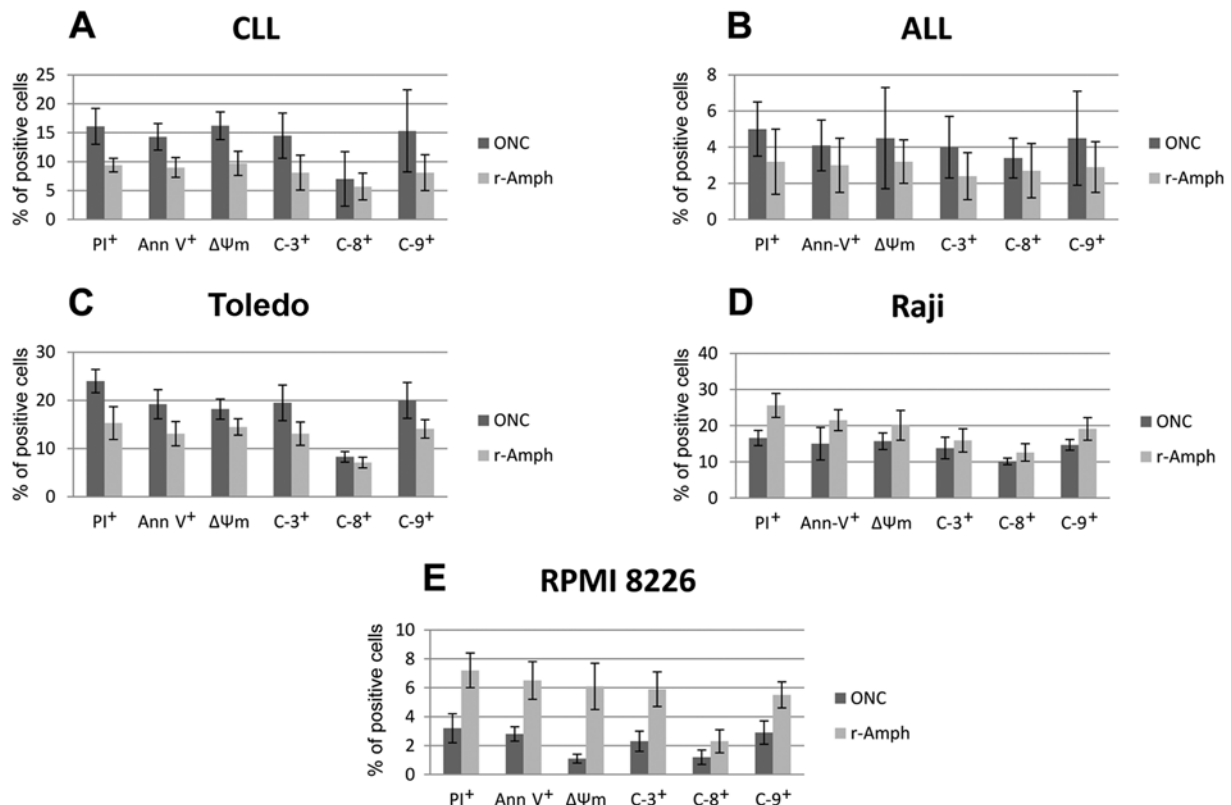 A CLL
% of positive cells
25
20
15
10
5
0
PI+ Ann V+ ΔΨm C-3+ C-8+ C-9+
ONC
r-Amph
B ALL
% of positive cells
8
6
4
2
0
PI+ Ann-V+ ΔΨm C-3+ C-8+ C-9+
ONC
r-Amph
C Toledo
% of positive cells
30
20
10
0
PI+ Ann V+ ΔΨm C-3+ C-8+ C-9+
ONC
r-Amph
D Raji
% of positive cells
40
30
20
10
0
PI+ Ann-V+ ΔΨm C-3+ C-8+ C-9+
ONC
r-Amph
E RPMI 8226
% of positive cells
10
8
6
4
2
0
PI+ Ann V+ ΔΨm C-3+ C-8+ C-9+
ONC
r-Amph